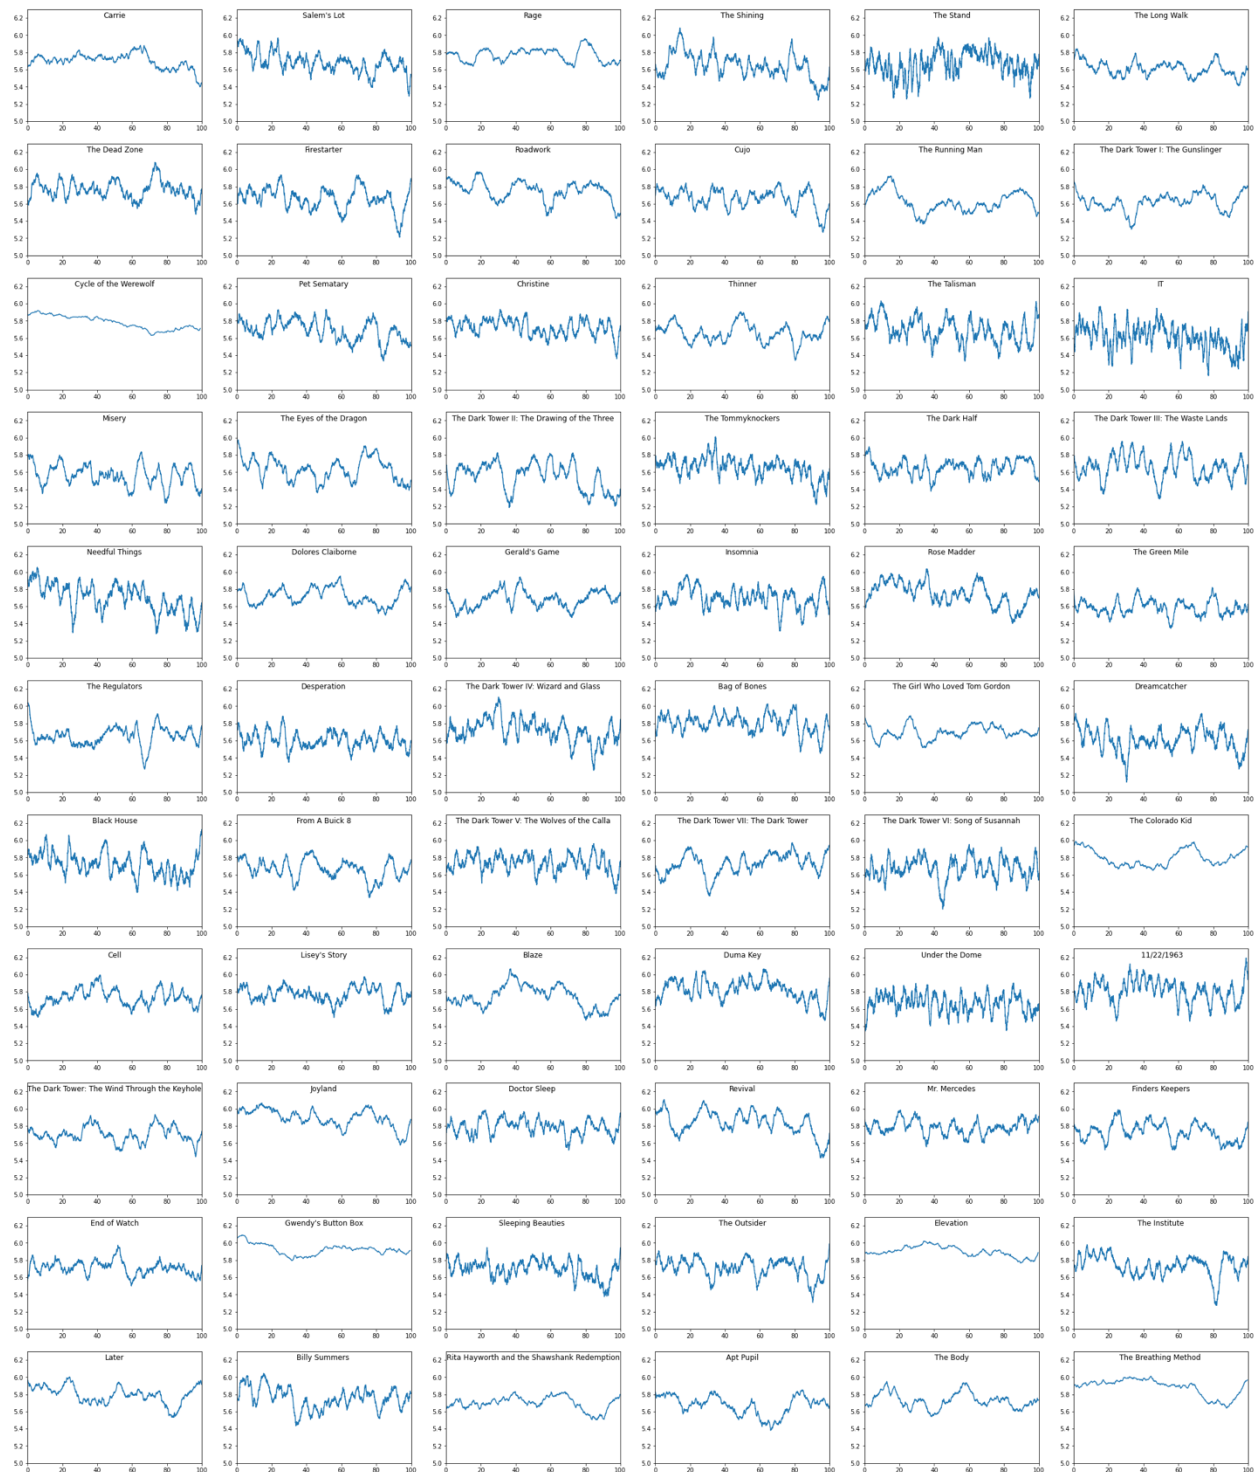 Carrie
Salem's Lot
Rage
The Shining
The Stand
The Long Walk
The Dead Zone
Firestarter
Roadwork
Cujo
The Running Man
The Dark Tower I: The Gunslinger
Cycle of the Werewolf
Pet Sematary
Christine
Thinner
The Talisman
IT
Misery
The Eyes of the Dragon
The Dark Tower II: The Drawing of the Three
The Tommyknockers
The Dark Half
The Dark Tower III: The Waste Lands
Needful Things
Dolores Claiborne
Gerald's Game
Insomnia
Rose Madder
The Green Mile
The Regulators
Desperation
The Dark Tower IV: Wizard and Glass
Bag of Bones
The Girl Who Loved Tom Gordon
Dreamcatcher
Black House
From A Buick 8
The Dark Tower V: The Wolves of the Calla
The Dark Tower VII: The Dark Tower
The Dark Tower VI: Song of Susannah
The Colorado Kid
Cell
Lisey's Story
Blaze
Duma Key
Under the Dome
11/22/1963
The Dark Tower: The Wind Through the Keyhole
Joyland
Doctor Sleep
Revival
Mr. Mercedes
Finders Keepers
End of Watch
Gwendy's Button Box
Sleeping Beauties
The Outsider
Elevation
The Institute
Later
Billy Summers
Rita Hayworth and the Shawshank Redemption
Apt Pupil
The Body
The Breathing Method